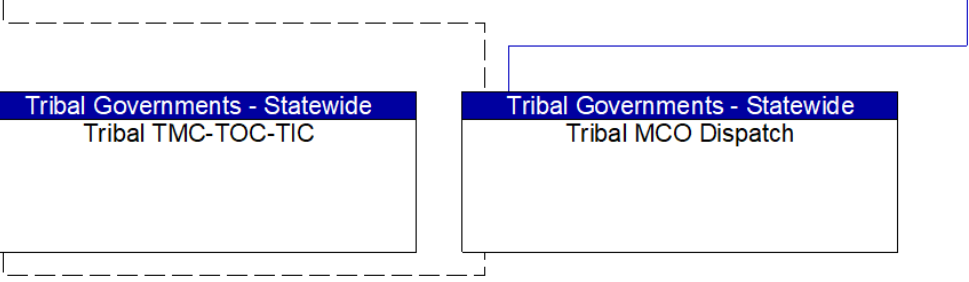 Tribal Governments - Statewide
Tribal TMC-TOC-TIC
Tribal Governments - Statewide
Tribal MCO Dispatch